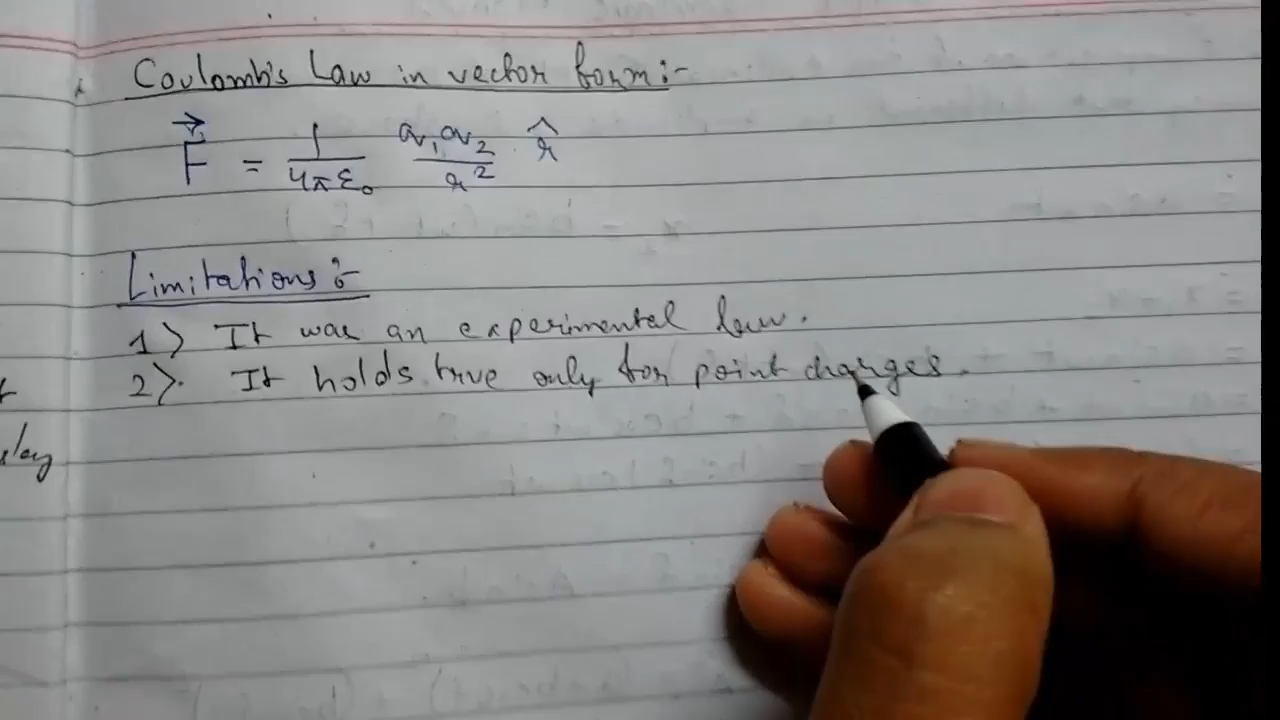 Coulomb's Law in vector form:-
F⃗ = 1/4πε₀ q₁q₂/r² r̂
Limitations :-
1) It was an experimental law.
2) It holds true only for point charges.